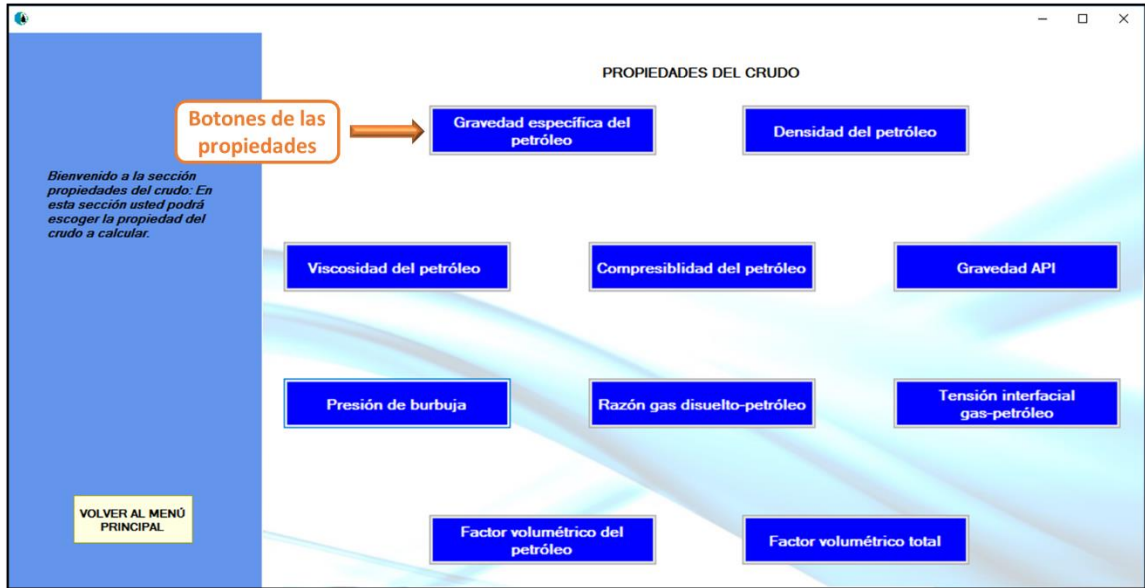 PROPIEDADES DEL CRUDO
Botones de las
propiedades
Gravedad específica del
petróleo
Densidad del petróleo
Bienvenido a la sección
propiedades del crudo: En
esta sección usted podrá
escoger la propiedad del
crudo a calcular.
Viscosidad del petróleo
Compresiblidad del petróleo
Gravedad API
Presión de burbuja
Razón gas disuelto-petróleo
Tensión interfacial
gas-petróleo
VOLVER AL MENÚ
PRINCIPAL
Factor volumétrico del
petróleo
Factor volumétrico total